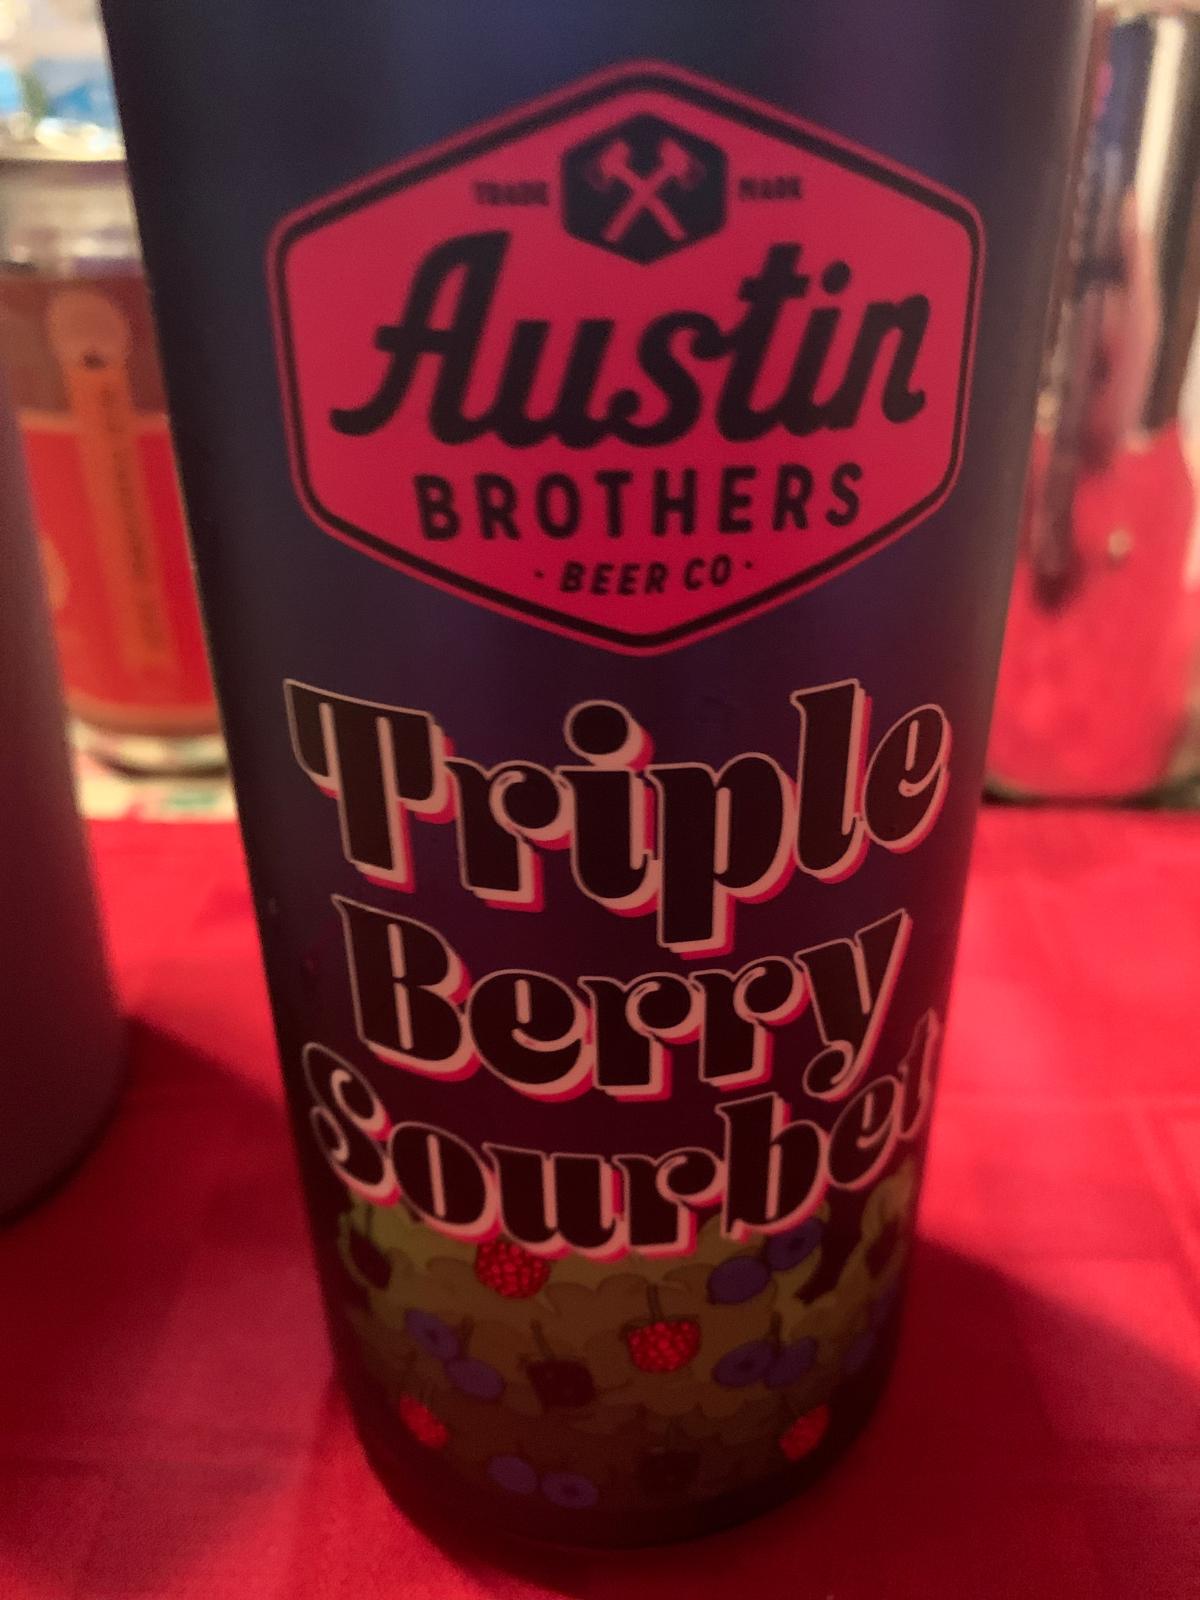 TRADE MARK
Austin
BROTHERS
· BEER CO ·
Triple
Berry
Sourbet